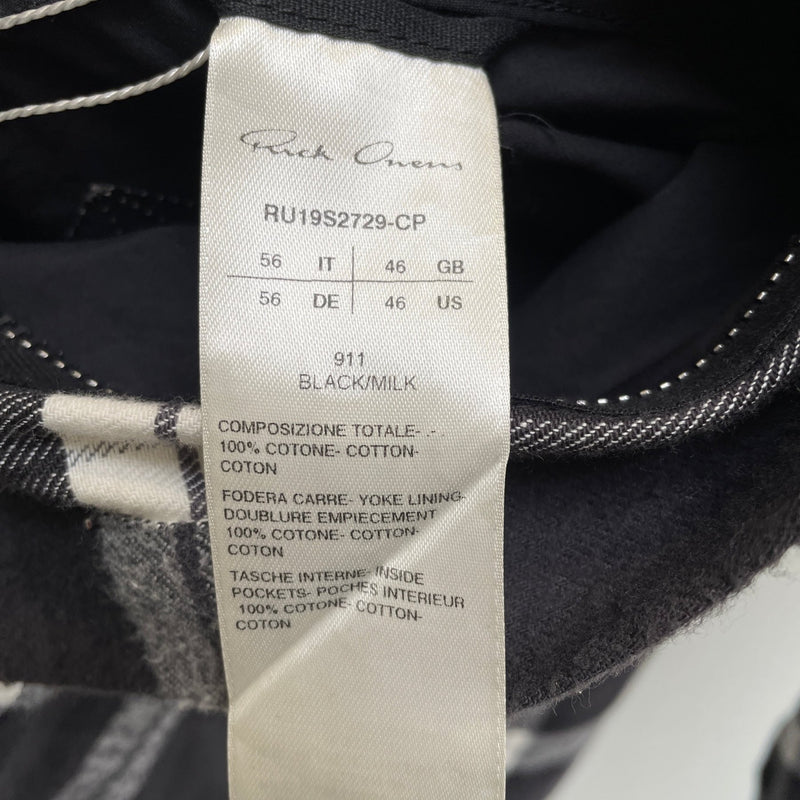 Rick Owens
RU19S2729-CP
56 IT 46 GB
56 DE 46 US
911
BLACK/MILK
COMPOSIZIONE TOTALE- .- .
100% COTONE- COTTON-
COTON
FODERA CARRE- YOKE LINING-
DOUBLURE EMPIECEMENT
100% COTONE- COTTON-
COTON
TASCHE INTERNE- INSIDE
POCKETS- POCHES INTERIEUR
100% COTONE- COTTON-
COTON